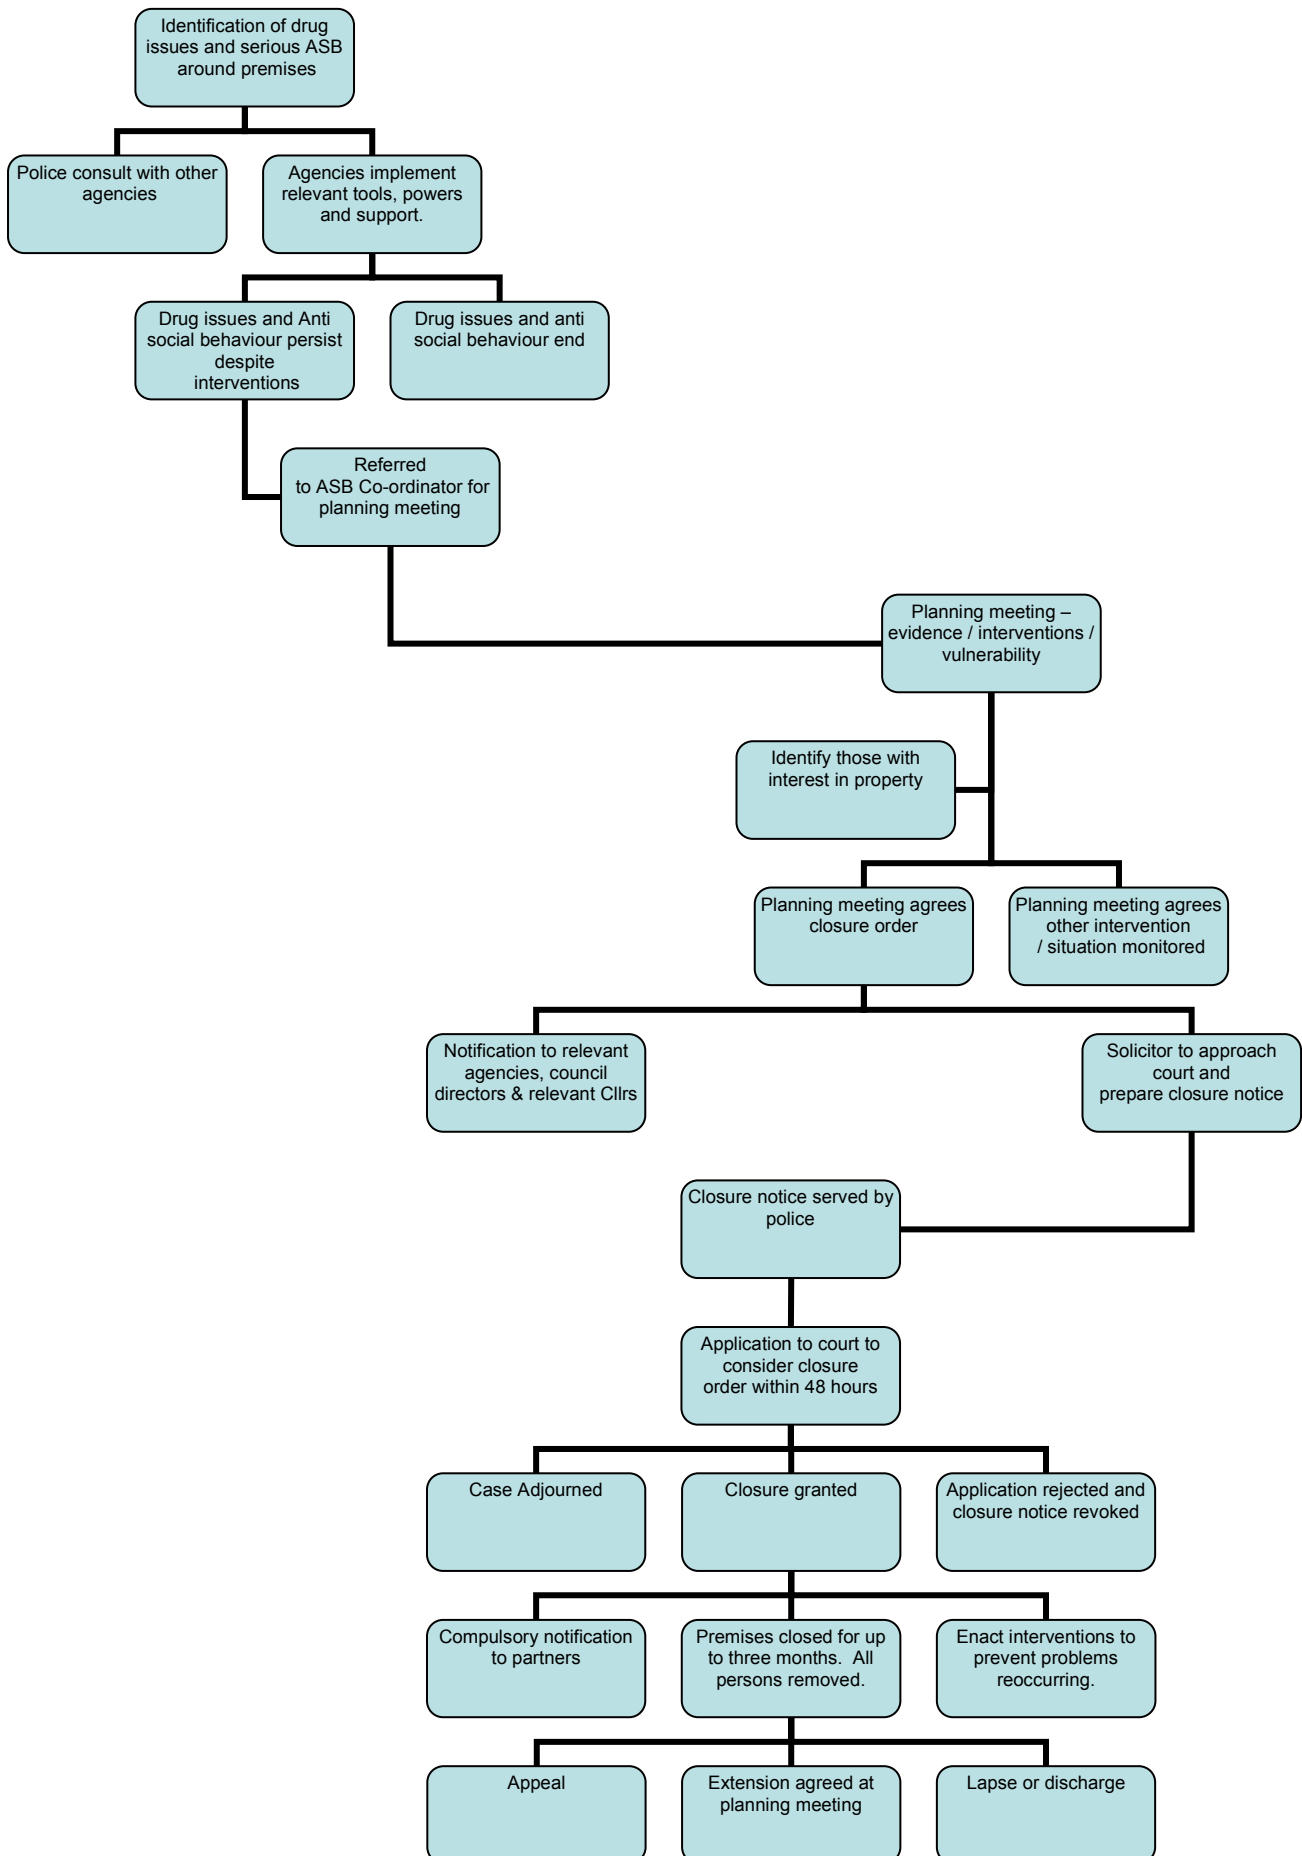 Identification of drug
issues and serious ASB
around premises
Police consult with other
agencies
Agencies implement
relevant tools, powers
and support.
Drug issues and Anti
social behaviour persist
despite
interventions
Drug issues and anti
social behaviour end
Referred
to ASB Co-ordinator for
planning meeting
Planning meeting –
evidence / interventions /
vulnerability
Identify those with
interest in property
Planning meeting agrees
closure order
Planning meeting agrees
other intervention
/ situation monitored
Notification to relevant
agencies, council
directors & relevant Cllrs
Solicitor to approach
court and
prepare closure notice
Closure notice served by
police
Application to court to
consider closure
order within 48 hours
Case Adjourned
Closure granted
Application rejected and
closure notice revoked
Compulsory notification
to partners
Premises closed for up
to three months. All
persons removed.
Enact interventions to
prevent problems
reoccurring.
Appeal
Extension agreed at
planning meeting
Lapse or discharge